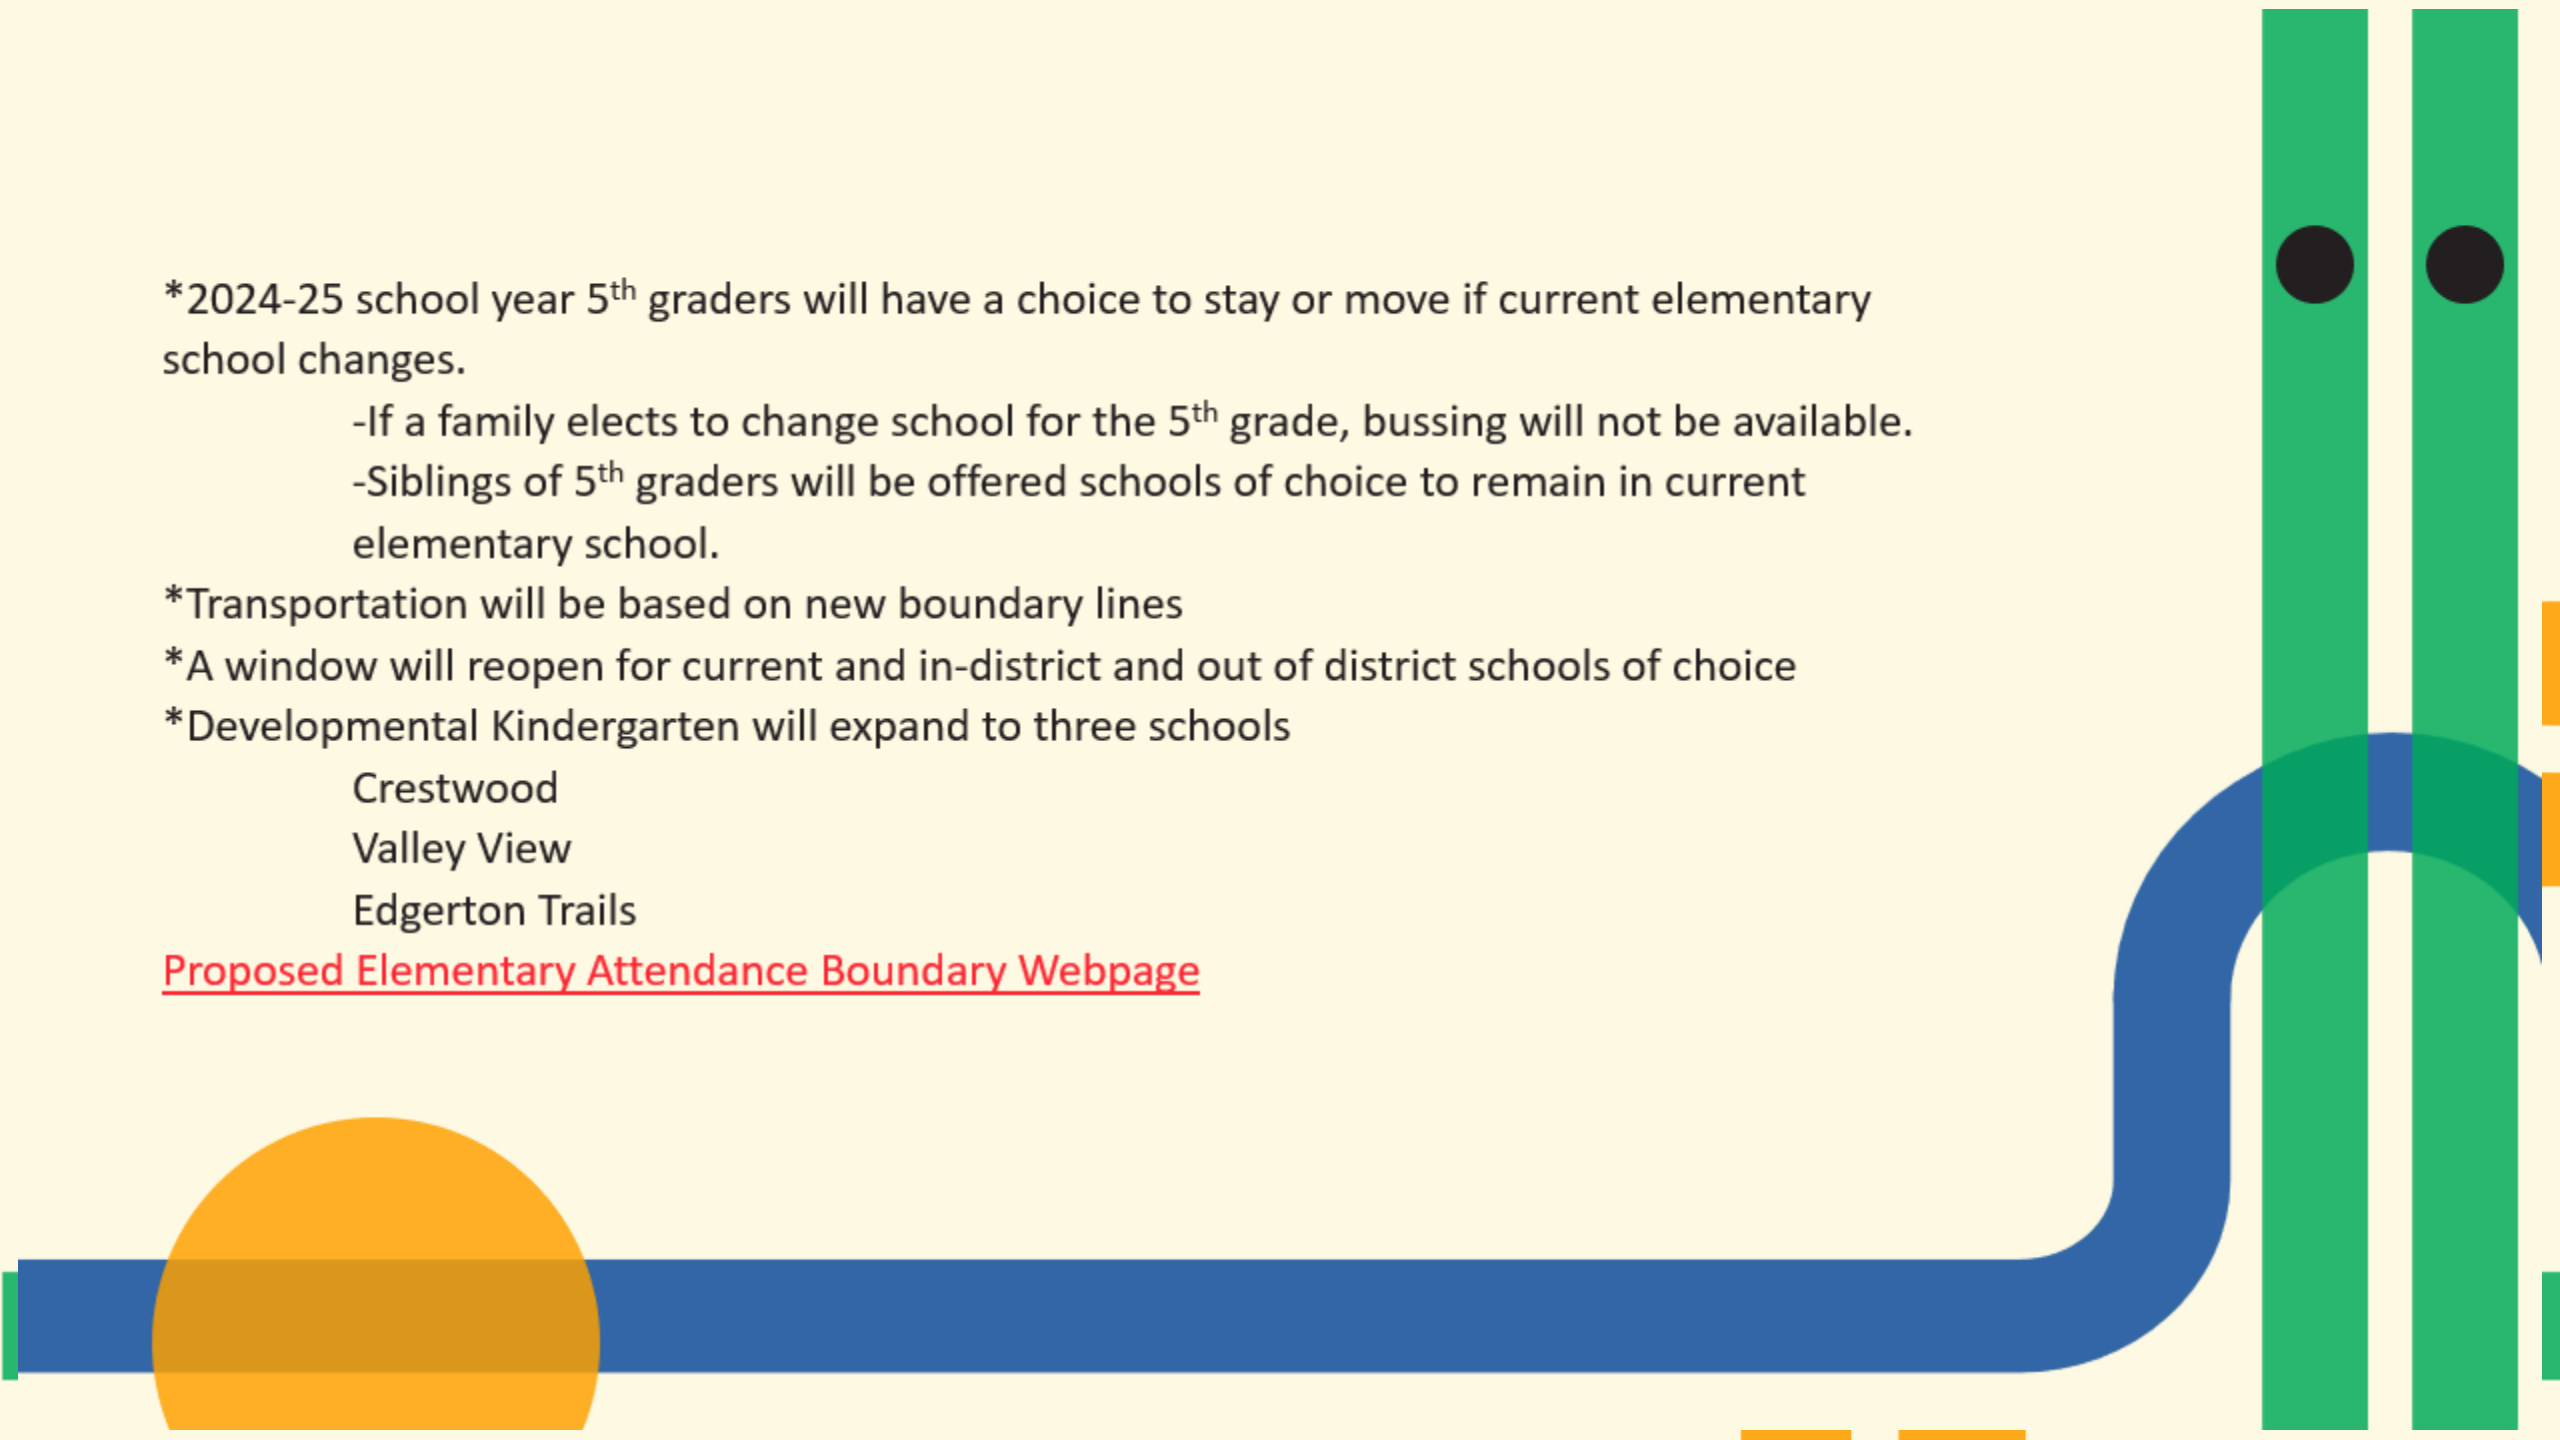 *2024-25 school year 5th graders will have a choice to stay or move if current elementary
school changes.
-If a family elects to change school for the 5th grade, bussing will not be available.
-Siblings of 5th graders will be offered schools of choice to remain in current
elementary school.
*Transportation will be based on new boundary lines
*A window will reopen for current and in-district and out of district schools of choice
*Developmental Kindergarten will expand to three schools
Crestwood
Valley View
Edgerton Trails
Proposed Elementary Attendance Boundary Webpage